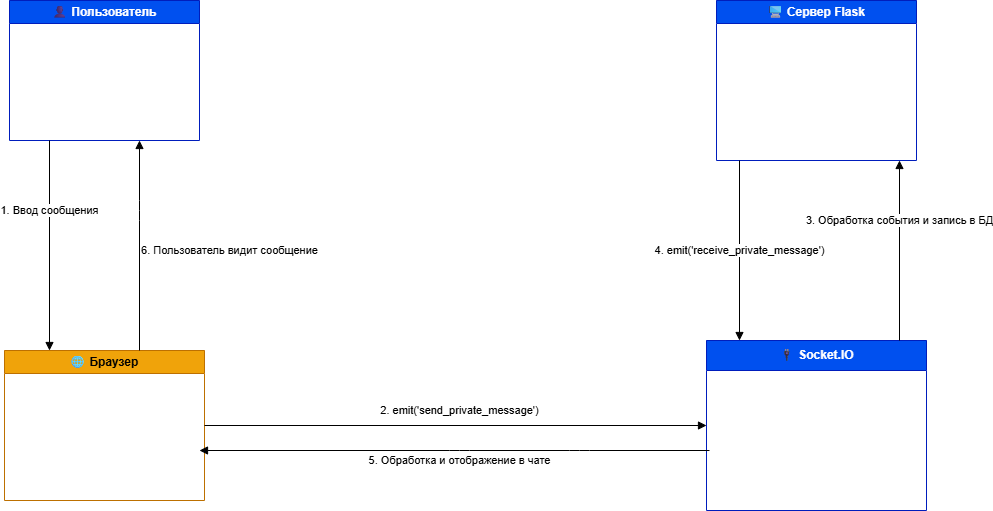 👤 Пользователь
🖥️ Сервер Flask
1. Ввод сообщения
3. Обработка события и запись в БД
6. Пользователь видит сообщение
4. emit('receive_private_message')
🌐 Браузер
🔌 Socket.IO
2. emit('send_private_message')
5. Обработка и отображение в чате